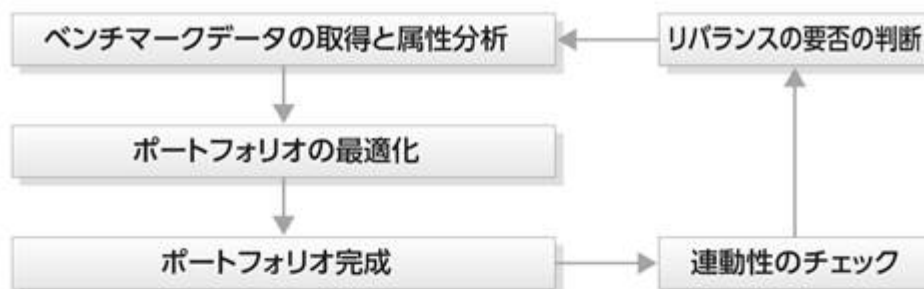 ベンチマークデータの取得と属性分析
リバランスの要否の判断
ポートフォリオの最適化
ポートフォリオ完成
連動性のチェック